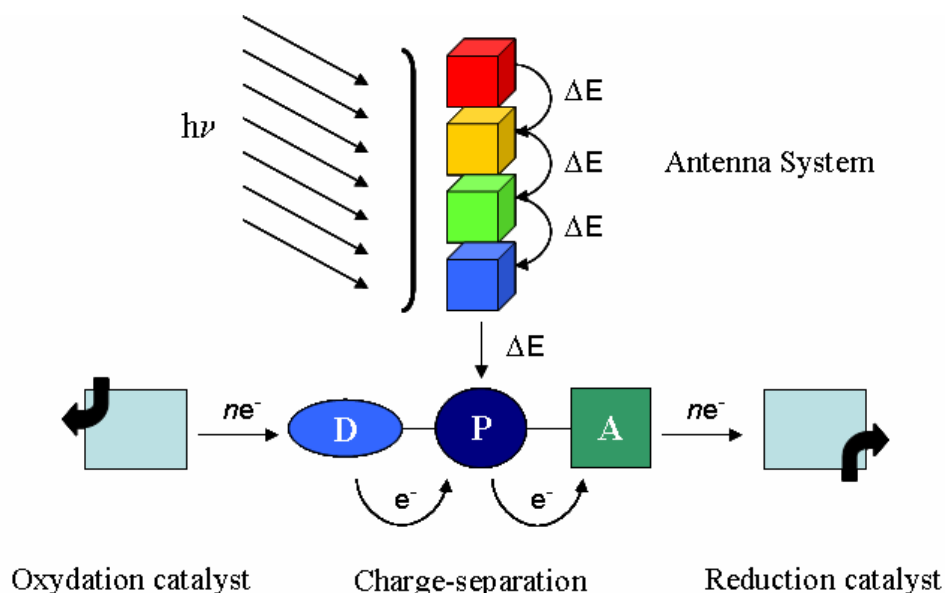 ΔE
hν
ΔE
Antenna System
ΔE
ΔE
ne⁻
D
P
A
ne⁻
e⁻
e⁻
Oxydation catalyst
Charge-separation
Reduction catalyst